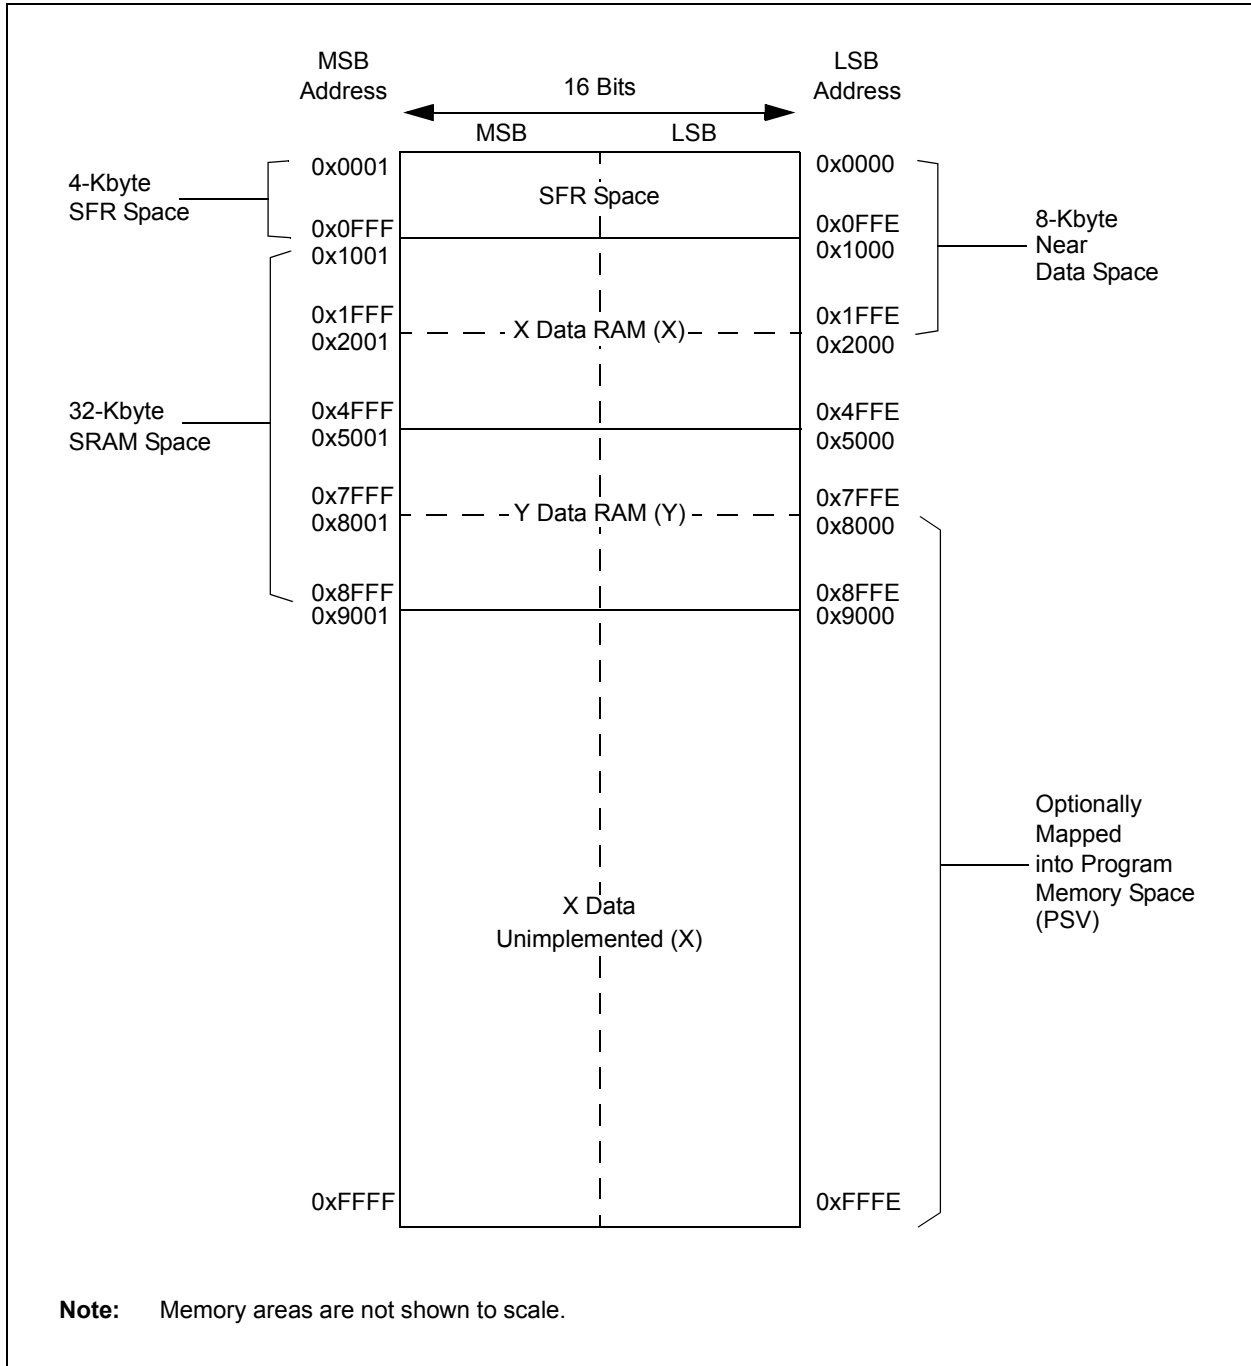 MSB
Address
16 Bits
LSB
Address
MSB
LSB
4-Kbyte
SFR Space
0x0001
0x0FFF
0x1001
SFR Space
0x0000
0x0FFE
0x1000
8-Kbyte
Near
Data Space
32-Kbyte
SRAM Space
0x1FFF
0x2001
X Data RAM (X)
0x1FFE
0x2000
0x4FFF
0x5001
0x4FFE
0x5000
0x7FFF
0x8001
Y Data RAM (Y)
0x7FFE
0x8000
0x8FFF
0x9001
0x8FFE
0x9000
X Data
Unimplemented (X)
Optionally
Mapped
into Program
Memory Space
(PSV)
0xFFFF
0xFFFE
Note: Memory areas are not shown to scale.